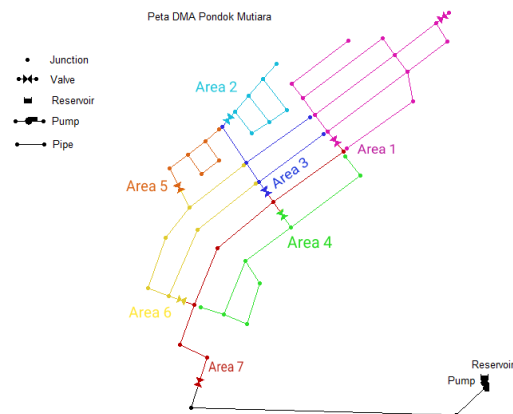 Peta DMA Pondok Mutiara
Junction
Valve
Reservoir
Pump
Pipe
Area 2
Area 1
Area 3
Area 5
Area 4
Area 6
Area 7
Reservoir
Pump